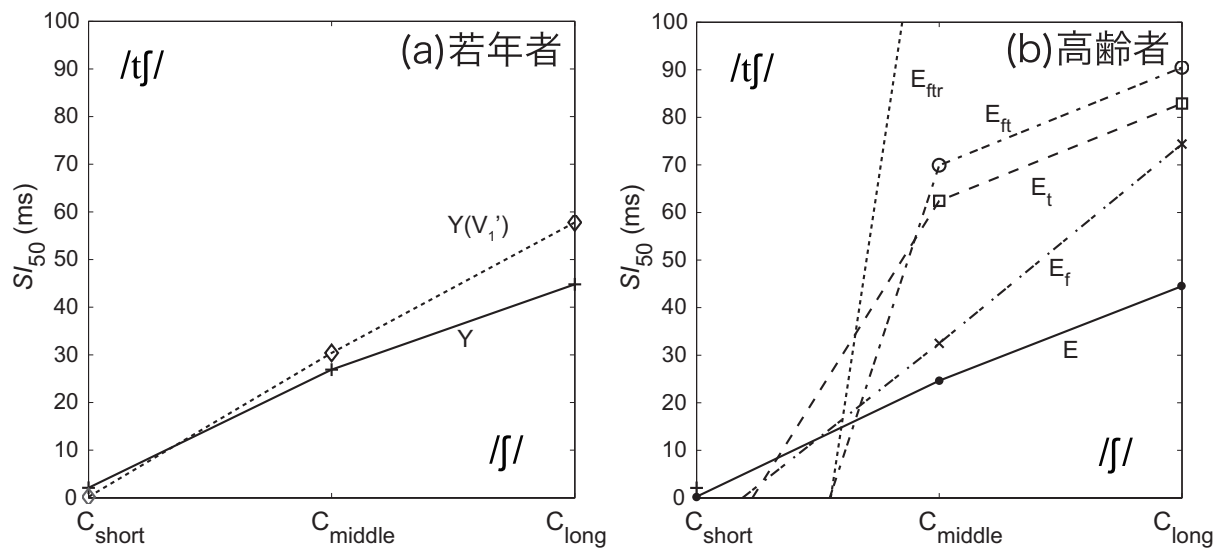 (a)若年者
/tʃ/
100
90
80
70
60
50
40
30
20
10
0
SI50 (ms)
Y(V1')
Y
/ʃ/
Cshort
Cmiddle
Clong
(b)高齢者
/tʃ/
100
90
80
70
60
50
40
30
20
10
0
SI50 (ms)
Eftr
Eft
Et
Ef
E
/ʃ/
Cshort
Cmiddle
Clong